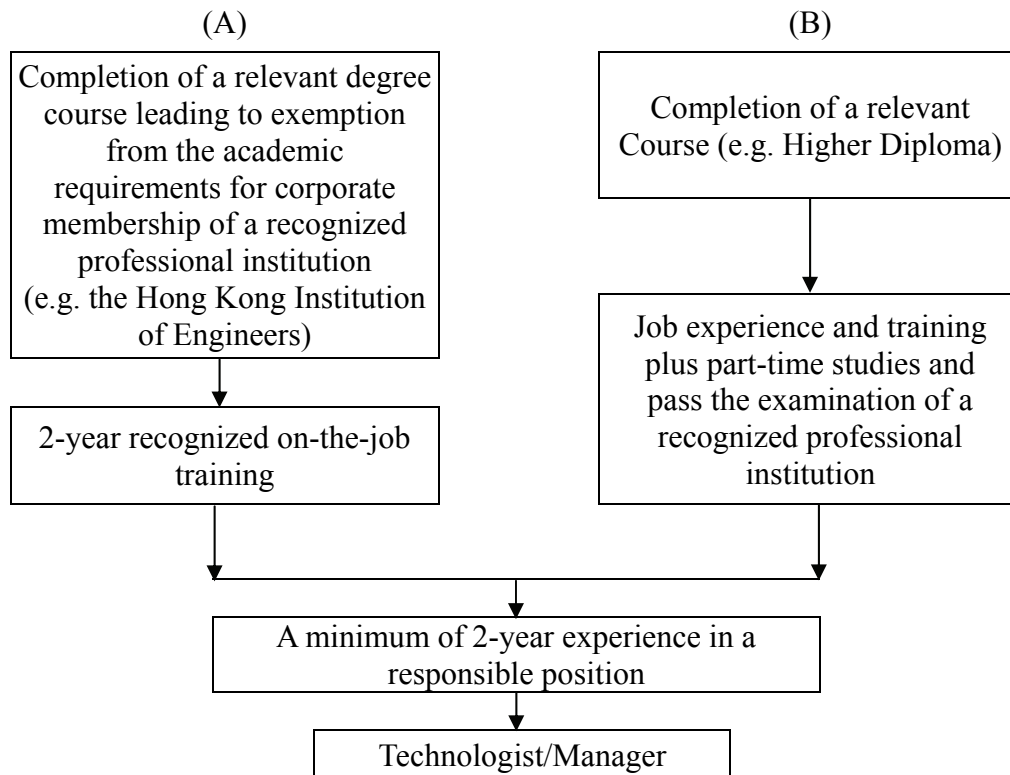 (A)
Completion of a relevant degree
course leading to exemption
from the academic
requirements for corporate
membership of a recognized
professional institution
(e.g. the Hong Kong Institution
of Engineers)
2-year recognized on-the-job
training
(B)
Completion of a relevant
Course (e.g. Higher Diploma)
Job experience and training
plus part-time studies and
pass the examination of a
recognized professional
institution
A minimum of 2-year experience in a
responsible position
Technologist/Manager